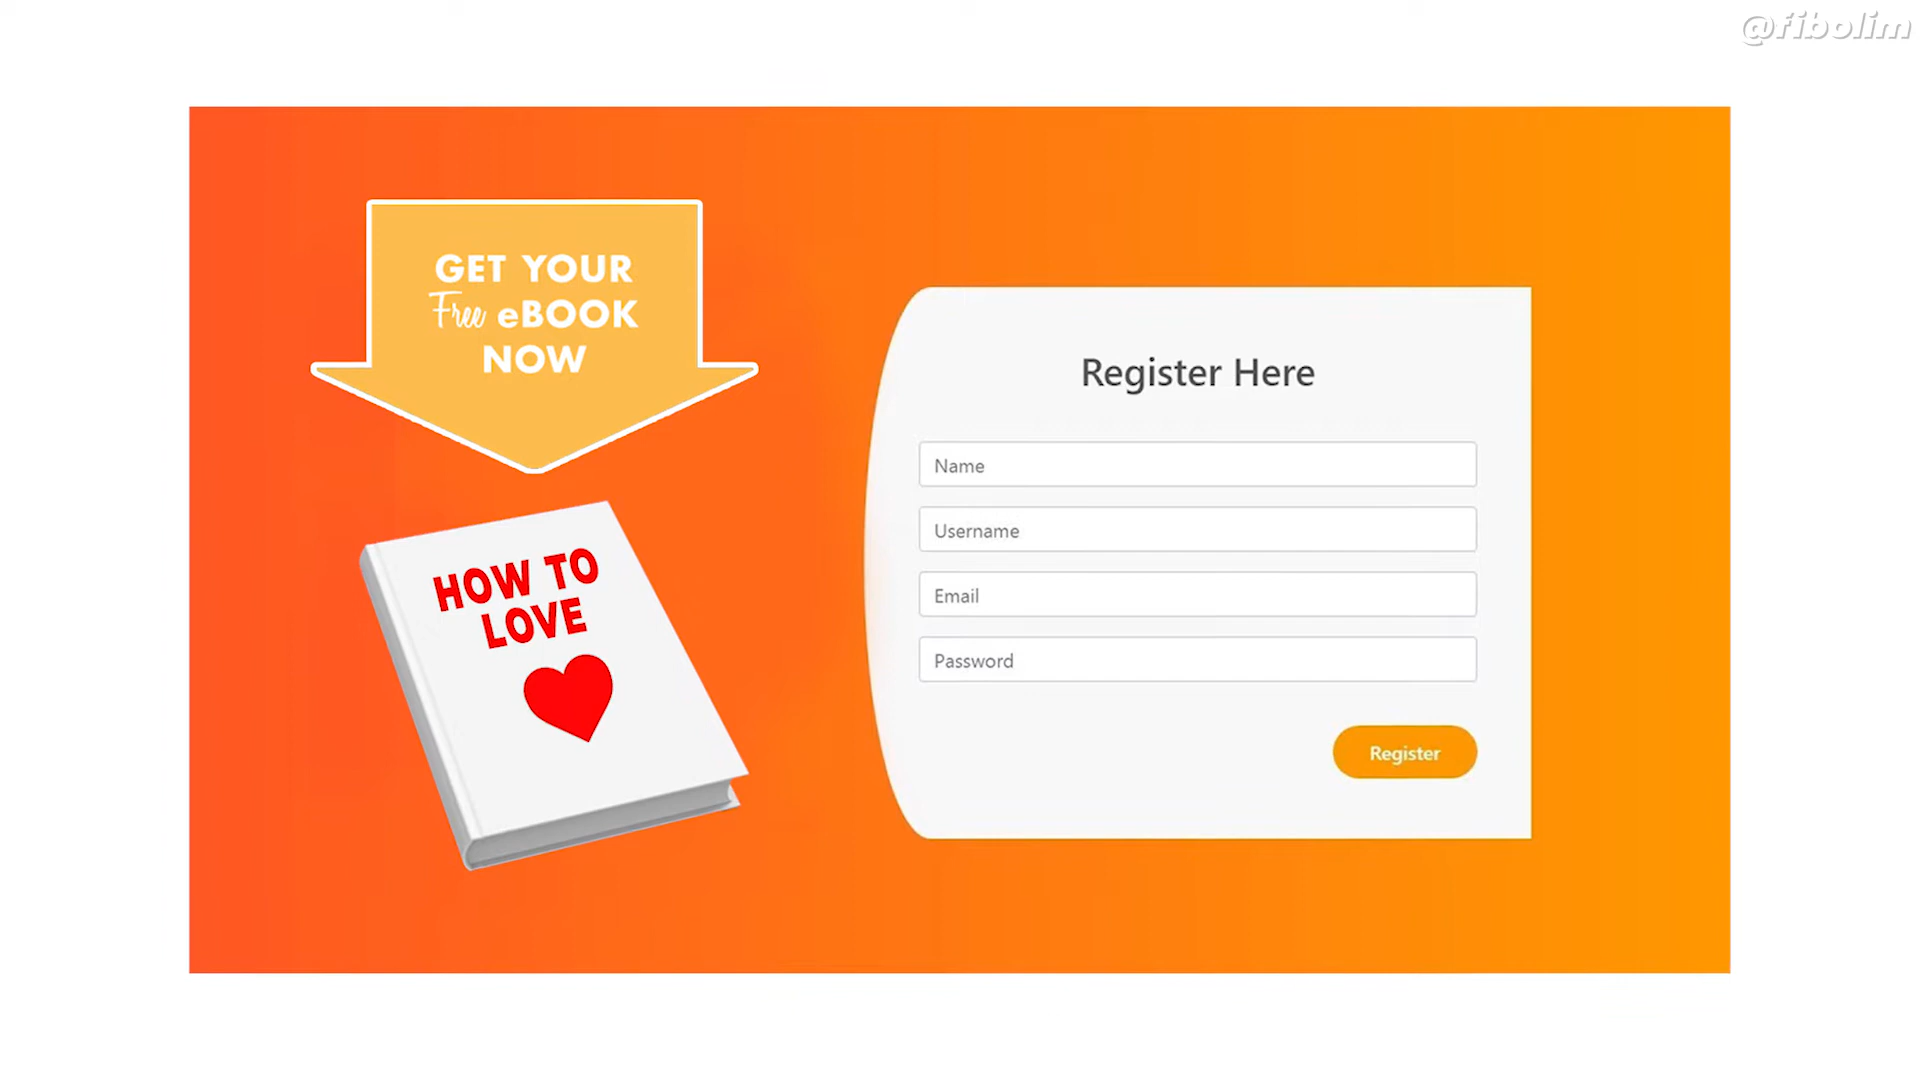 @fibolim
GET YOUR
Free eBOOK
NOW
HOW TO
LOVE
Register Here
Name
Username
Email
Password
Register